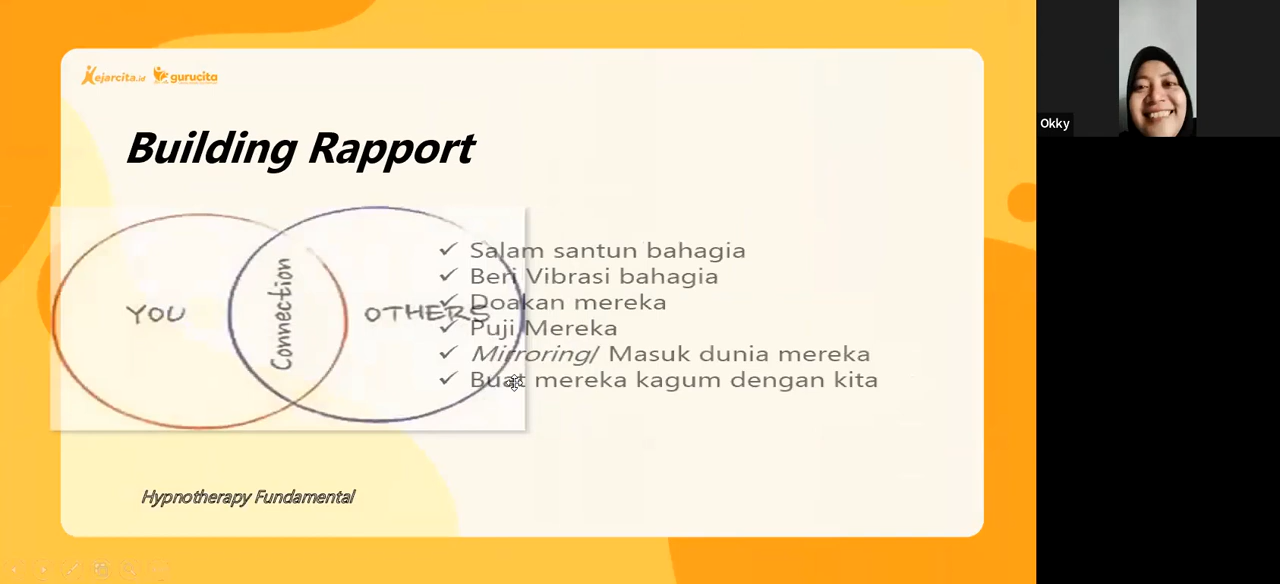 kejarcita.id gurucita
Okky
Building Rapport
YOU
Connection
OTHERS
✓ Salam santun bahagia
✓ Beri Vibrasi bahagia
✓ Doakan mereka
✓ Puji Mereka
✓ Mirroring/ Masuk dunia mereka
✓ Buat mereka kagum dengan kita
Hypnotherapy Fundamental